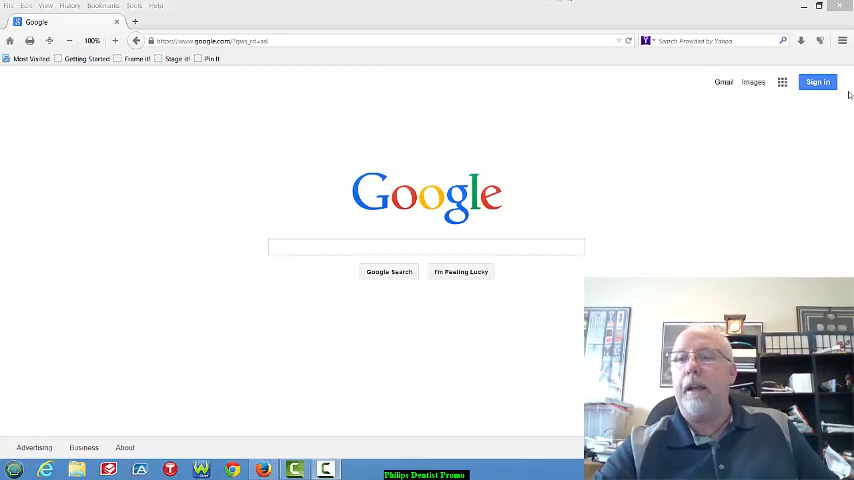 File Edit View History Bookmarks Tools Help
Google
100% https://www.google.com/?gws_rd=ssl Search Provided by Yahoo
Most Visited Getting Started Frame it! Stage it! Pin It
Gmail Images Sign in
Google
Google Search I'm Feeling Lucky
Advertising Business About
Philips Dentist Promo